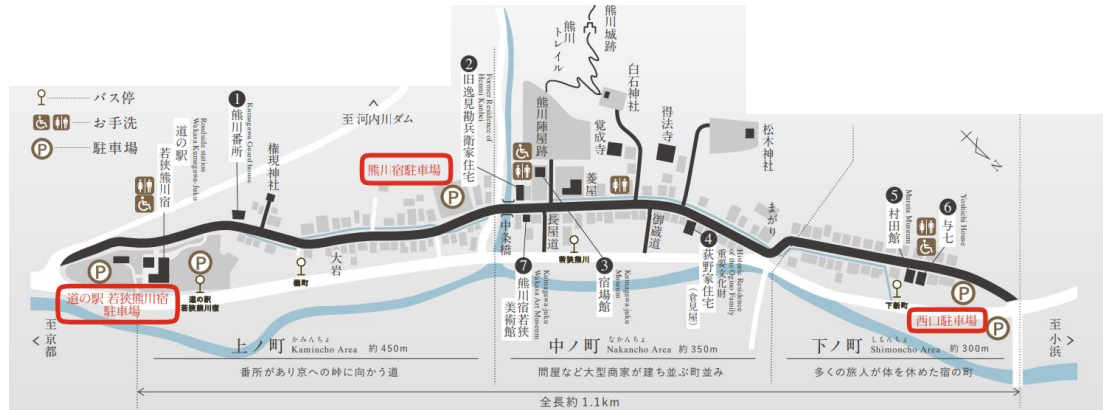 バス停
お手洗
駐車場
道の駅
若狭熊川宿
Roadside station
Wakasa Kumagawa-juku
1 熊川番所
Kumagawa Guard house
権現神社
至 河内川ダム
熊川宿駐車場
2 旧逸見勘兵衛家住宅
Former Residence of
Henmi Kanbei
熊川城跡
熊川
トレイル
熊川陣屋跡
白石神社
覚成寺
得法寺
松木神社
菱屋
中条橋
長屋道
御蔵道
まがり
大岩
橋町
若狭熊川
7 熊川宿若狭
美術館
Kumagawa-juku
Wakasa Art Museum
3 宿場館
Kumagawa-juku
Museum
4 荻野家住宅
(倉見屋)
重要文化財
Historic Residence
of the Ogino Family
5 村田館
Murata Museum
6 与七
Yoshichi House
下新町
西口駐車場
道の駅
若狭熊川宿
道の駅 若狭熊川宿
駐車場
P
N
至京都
至小浜
上ノ町 かみんちょ Kamincho Area 約450m
番所があり京への峠に向かう道
中ノ町 なかんちょ Nakancho Area 約350m
問屋など大型商家が建ち並ぶ町並み
下ノ町 しもんちょ Shimoncho Area 約300m
多くの旅人が体を休めた宿の町
全長約1.1km